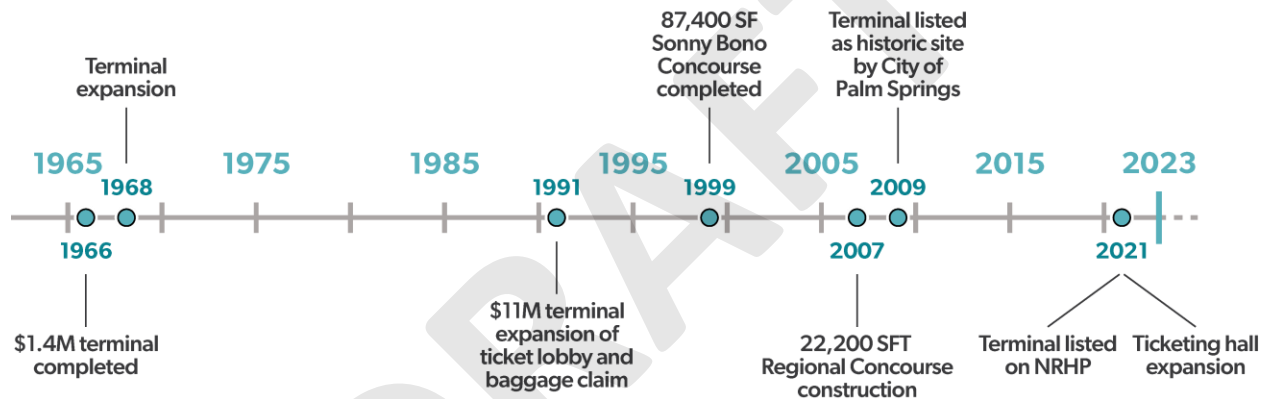 87,400 SF
Sonny Bono
Concourse
completed
Terminal listed
as historic site
by City of
Palm Springs
Terminal
expansion
1965
1975
1985
1995
2005
2015
2023
1968
1991
1999
2009
1966
2007
2021
$1.4M terminal
completed
$11M terminal
expansion of
ticket lobby and
baggage claim
22,200 SFT
Regional Concourse
construction
Terminal listed
on NRHP
Ticketing hall
expansion
DRAFT